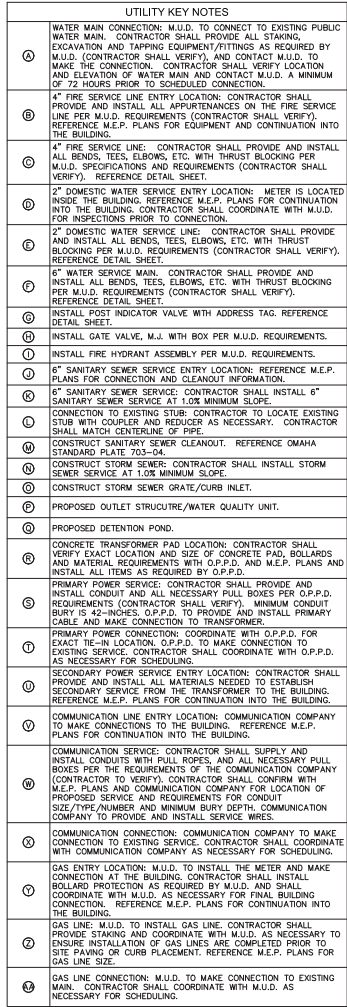 UTILITY KEY NOTES
A
WATER MAIN CONNECTION: M.U.D. TO CONNECT TO EXISTING PUBLIC
WATER MAIN. CONTRACTOR SHALL PROVIDE ALL STAKING,
EXCAVATION AND TAPPING EQUIPMENT/FITTINGS AS REQUIRED BY
M.U.D. (CONTRACTOR SHALL VERIFY), AND CONTACT M.U.D. TO
MAKE THE CONNECTION. CONTRACTOR SHALL VERIFY LOCATION
AND ELEVATION OF WATER MAIN AND CONTACT M.U.D. A MINIMUM
OF 72 HOURS PRIOR TO SCHEDULED CONNECTION.
B
4" FIRE SERVICE LINE ENTRY LOCATION: CONTRACTOR SHALL
PROVIDE AND INSTALL ALL APPURTENANCES ON THE FIRE SERVICE
LINE PER M.U.D. REQUIREMENTS (CONTRACTOR SHALL VERIFY).
REFERENCE M.E.P. PLANS FOR EQUIPMENT AND CONTINUATION INTO
THE BUILDING.
C
4" FIRE SERVICE LINE: CONTRACTOR SHALL PROVIDE AND INSTALL
ALL BENDS, TEES, ELBOWS, ETC. WITH THRUST BLOCKING PER
M.U.D. SPECIFICATIONS AND REQUIREMENTS (CONTRACTOR SHALL
VERIFY). REFERENCE DETAIL SHEET.
D
2" DOMESTIC WATER SERVICE ENTRY LOCATION: METER IS LOCATED
INSIDE THE BUILDING. REFERENCE M.E.P. PLANS FOR CONTINUATION
INTO THE BUILDING. CONTRACTOR SHALL COORDINATE WITH M.U.D.
FOR INSPECTIONS PRIOR TO CONNECTION.
E
2" DOMESTIC WATER SERVICE LINE: CONTRACTOR SHALL PROVIDE
AND INSTALL ALL BENDS, TEES, ELBOWS, ETC. WITH THRUST
BLOCKING PER M.U.D. REQUIREMENTS (CONTRACTOR SHALL VERIFY).
REFERENCE DETAIL SHEET.
F
6" WATER SERVICE MAIN. CONTRACTOR SHALL PROVIDE AND
INSTALL ALL BENDS, TEES, ELBOWS, ETC. WITH THRUST BLOCKING
PER M.U.D. REQUIREMENTS (CONTRACTOR SHALL VERIFY).
REFERENCE DETAIL SHEET.
G
INSTALL POST INDICATOR VALVE WITH ADDRESS TAG. REFERENCE
DETAIL SHEET.
H
INSTALL GATE VALVE, M.J. WITH BOX PER M.U.D. REQUIREMENTS.
I
INSTALL FIRE HYDRANT ASSEMBLY PER M.U.D. REQUIREMENTS.
J
6" SANITARY SEWER SERVICE ENTRY LOCATION: REFERENCE M.E.P.
PLANS FOR CONNECTION AND CLEANOUT INFORMATION.
K
6" SANITARY SEWER SERVICE: CONTRACTOR SHALL INSTALL 6"
SANITARY SEWER SERVICE AT 1.0% MINIMUM SLOPE.
L
CONNECTION TO EXISTING STUB: CONTRACTOR TO LOCATE EXISTING
STUB WITH COUPLER AND REDUCER AS NECESSARY. CONTRACTOR
SHALL MATCH CENTERLINE OF PIPE.
M
CONSTRUCT SANITARY SEWER CLEANOUT. REFERENCE OMAHA
STANDARD PLATE 703-04.
N
CONSTRUCT STORM SEWER: CONTRACTOR SHALL INSTALL STORM
SEWER SERVICE AT 1.0% MINIMUM SLOPE.
O
CONSTRUCT STORM SEWER GRATE/CURB INLET.
P
PROPOSED OUTLET STRUCUTRE/WATER QUALITY UNIT.
Q
PROPOSED DETENTION POND.
R
CONCRETE TRANSFORMER PAD LOCATION: CONTRACTOR SHALL
VERIFY EXACT LOCATION AND SIZE OF CONCRETE PAD, BOLLARDS
AND MATERIAL REQUIREMENTS WITH O.P.P.D. AND M.E.P. PLANS AND
INSTALL ALL ITEMS AS REQUIRED BY O.P.P.D.
S
PRIMARY POWER SERVICE: CONTRACTOR SHALL PROVIDE AND
INSTALL CONDUIT AND ALL NECESSARY PULL BOXES PER O.P.P.D.
REQUIREMENTS (CONTRACTOR SHALL VERIFY). MINIMUM CONDUIT
BURY IS 42-INCHES. O.P.P.D. TO PROVIDE AND INSTALL PRIMARY
CABLE AND MAKE CONNECTION TO TRANSFORMER.
T
PRIMARY POWER CONNECTION: COORDINATE WITH O.P.P.D. FOR
EXACT TIE-IN LOCATION. O.P.P.D. TO MAKE CONNECTION TO
EXISTING SERVICE. CONTRACTOR SHALL COORDINATE WITH O.P.P.D.
AS NECESSARY FOR SCHEDULING.
U
SECONDARY POWER SERVICE ENTRY LOCATION: CONTRACTOR SHALL
PROVIDE AND INSTALL ALL MATERIALS NEEDED TO ESTABLISH
SECONDARY SERVICE FROM THE TRANSFORMER TO THE BUILDING.
REFERENCE M.E.P. PLANS FOR CONTINUATION INTO THE BUILDING.
V
COMMUNICATION LINE ENTRY LOCATION: COMMUNICATION COMPANY
TO MAKE CONNECTIONS TO THE BUILDING. REFERENCE M.E.P.
PLANS FOR CONTINUATION INTO THE BUILDING.
W
COMMUNICATION SERVICE: CONTRACTOR SHALL SUPPLY AND
INSTALL CONDUITS WITH PULL ROPES, AND ALL NECESSARY PULL
BOXES PER THE REQUIREMENTS OF THE COMMUNICATION COMPANY
(CONTRACTOR TO VERIFY). CONTRACTOR SHALL CONFIRM WITH
M.E.P. PLANS AND COMMUNICATION COMPANY FOR LOCATION OF
PROPOSED SERVICE AND REQUIREMENTS FOR CONDUIT
SIZE/TYPE/NUMBER AND MINIMUM BURY DEPTH. COMMUNICATION
COMPANY TO PROVIDE AND INSTALL SERVICE WIRES.
X
COMMUNICATION CONNECTION: COMMUNICATION COMPANY TO MAKE
CONNECTION TO EXISTING SERVICE. CONTRACTOR SHALL COORDINATE
WITH COMMUNICATION COMPANY AS NECESSARY FOR SCHEDULING.
Y
GAS ENTRY LOCATION: M.U.D. TO INSTALL THE METER AND MAKE
CONNECTION AT THE BUILDING. CONTRACTOR SHALL INSTALL
BOLLARD PROTECTION AS REQUIRED BY M.U.D. AND SHALL
COORDINATE WITH M.U.D. AS NECESSARY FOR FINAL BUILDING
CONNECTION. REFERENCE M.E.P. PLANS FOR CONTINUATION INTO
THE BUILDING.
Z
GAS LINE: M.U.D. TO INSTALL GAS LINE. CONTRACTOR SHALL
PROVIDE STAKING AND COORDINATE WITH M.U.D. AS NECESSARY TO
ENSURE INSTALLATION OF GAS LINES ARE COMPLETED PRIOR TO
SITE PAVING OR CURB PLACEMENT. REFERENCE M.E.P. PLANS FOR
GAS LINE SIZE.
AA
GAS LINE CONNECTION: M.U.D. TO MAKE CONNECTION TO EXISTING
MAIN. CONTRACTOR SHALL COORDINATE WITH M.U.D. AS
NECESSARY FOR SCHEDULING.